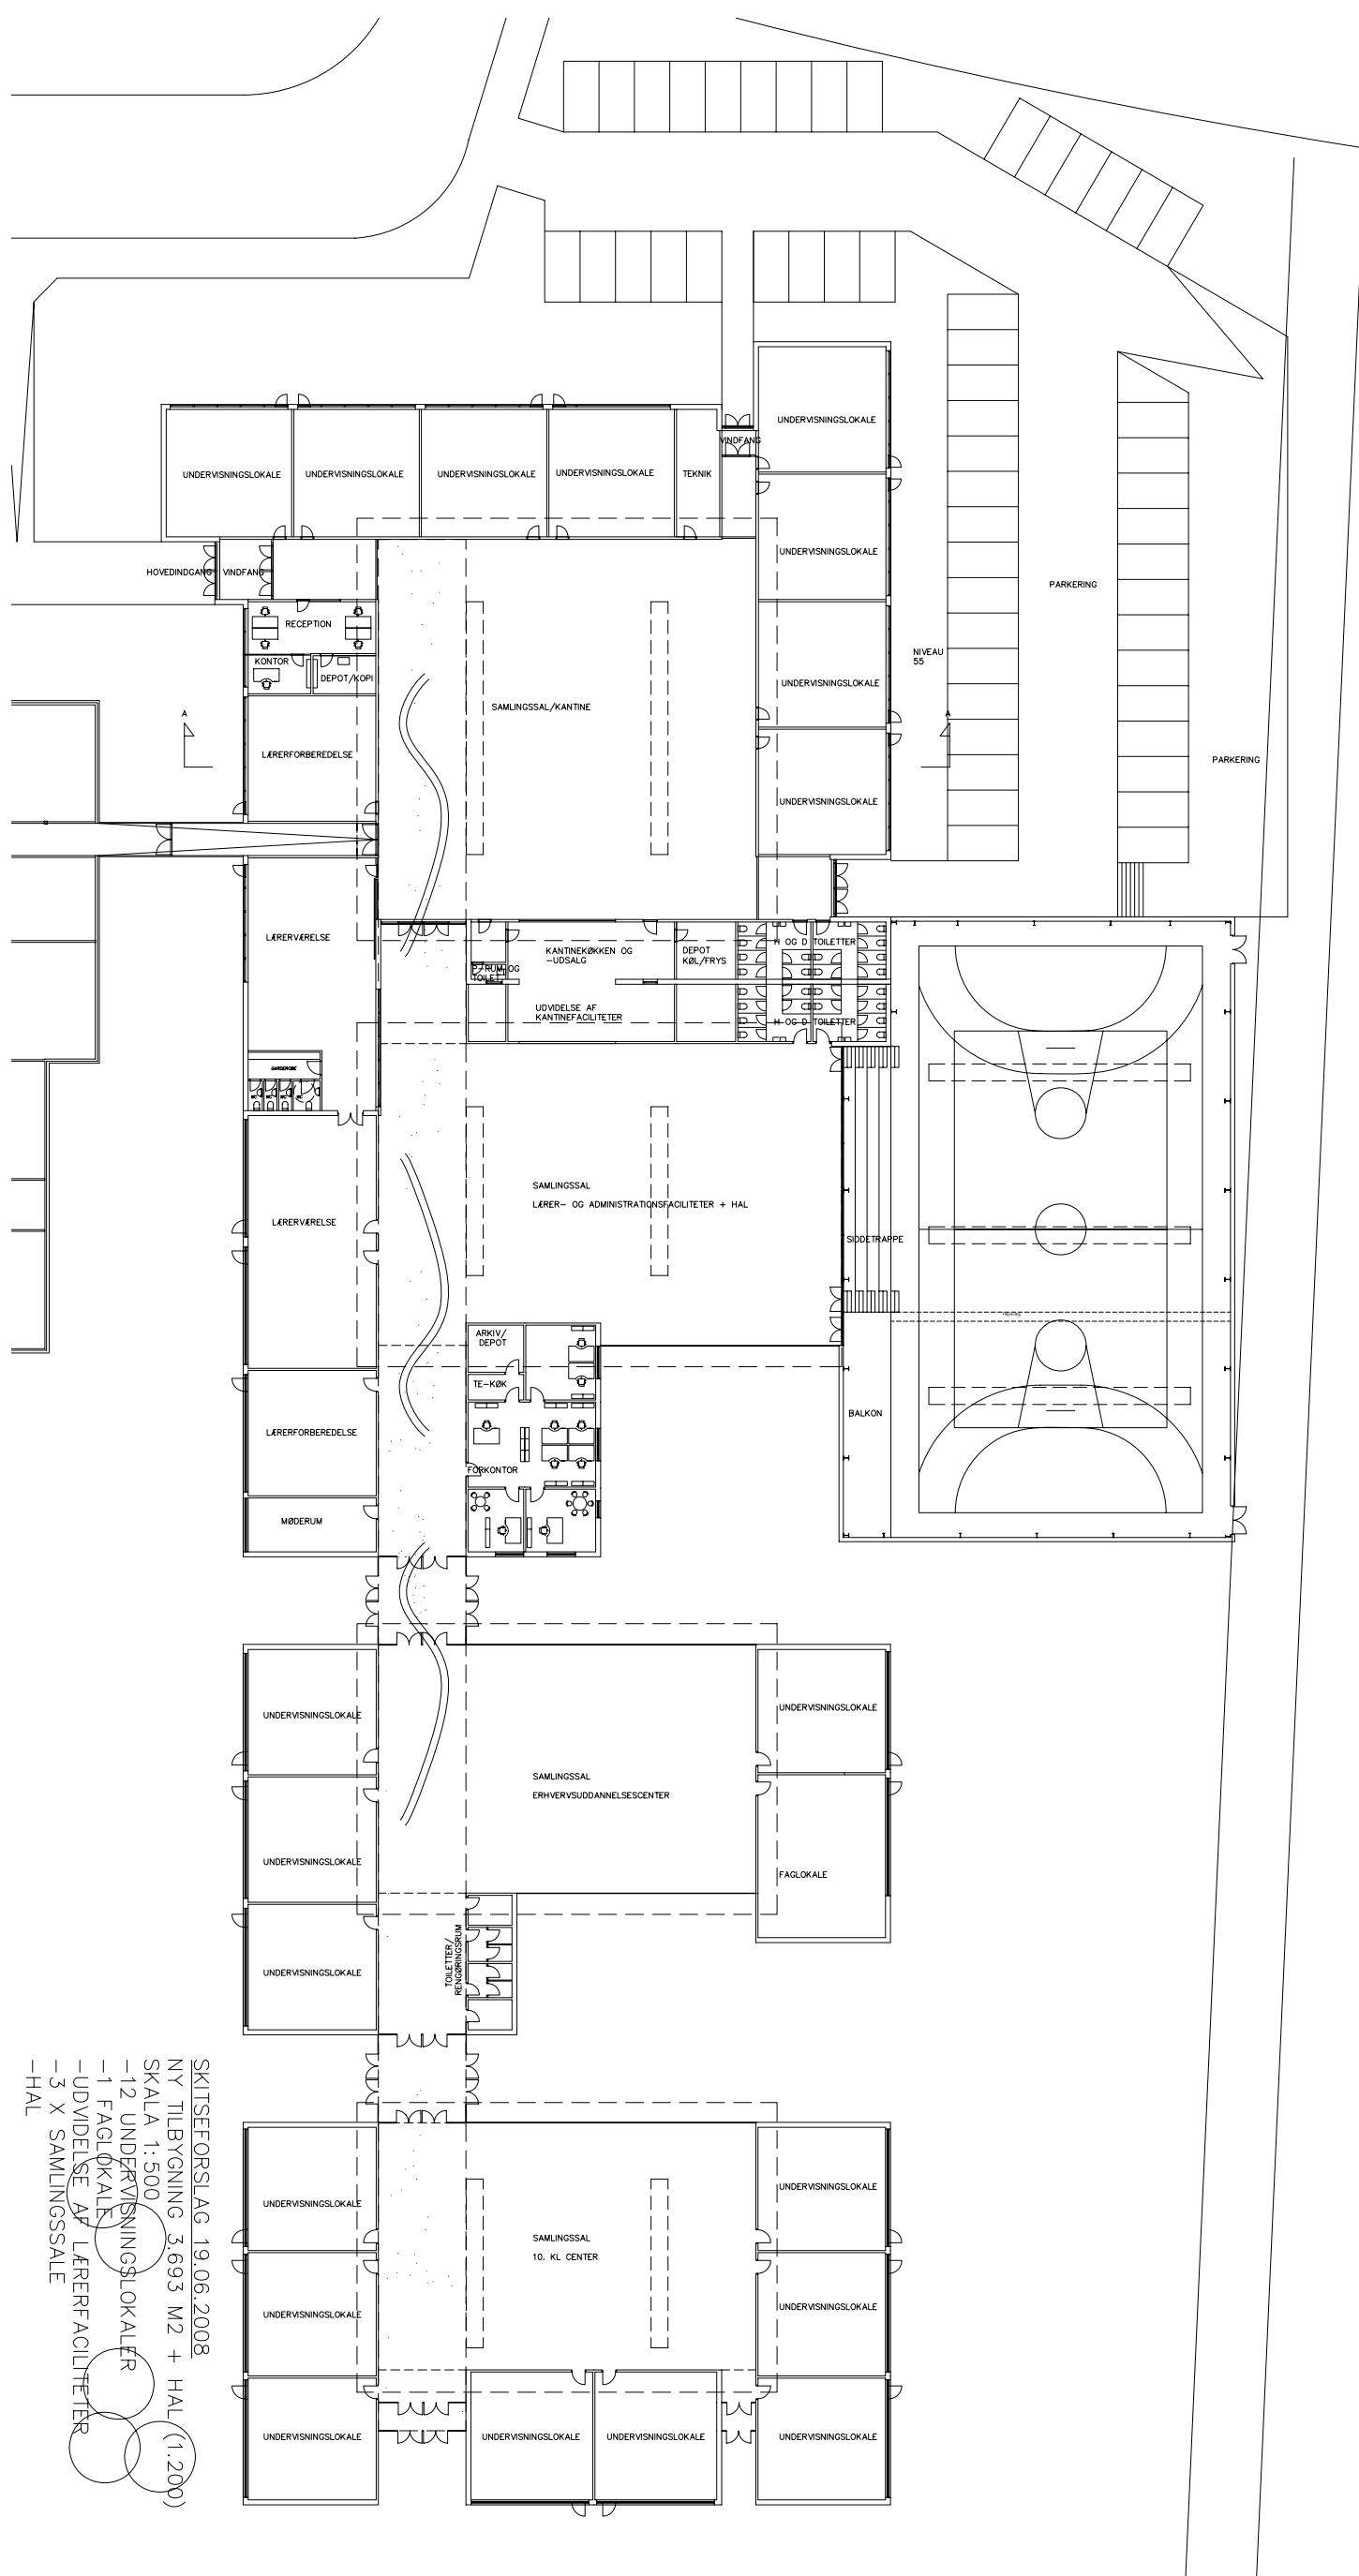 UNDERVISNINGSLOKALE
VINDFANG
UNDERVISNINGSLOKALE
UNDERVISNINGSLOKALE
UNDERVISNINGSLOKALE
UNDERVISNINGSLOKALE
TEKNIK
UNDERVISNINGSLOKALE
HOVEDINDGANG
VINDFANG
PARKERING
RECEPTION
KONTOR
DEPOT/KOPI
NIVEAU
55
UNDERVISNINGSLOKALE
SAMLINGSSAL/KANTINE
A
A
LÆRERFORBEREDELSE
PARKERING
UNDERVISNINGSLOKALE
LÆRERVÆRELSE
H OG D TOILETTER
KANTINEKØKKEN OG
-UDSALG
DEPOT
KØL/FRYS
P-RUM OG
TOILET
UDVIDELSE AF
KANTINEFACILITETER
H OG D TOILETTER
GARDEROBE
SAMLINGSSAL
LÆRER- OG ADMINISTRATIONSFACILITETER + HAL
LÆRERVÆRELSE
SIDDETRAPPE
ARKIV/
DEPOT
TE-KØK
BALKON
LÆRERFORBEREDELSE
FORKONTOR
MØDERUM
UNDERVISNINGSLOKALE
UNDERVISNINGSLOKALE
SAMLINGSSAL
ERHVERVSUDDANNELSESCENTER
UNDERVISNINGSLOKALE
FAGLOKALE
TOILETTER/
RENGØRINGSRUM
UNDERVISNINGSLOKALE
UNDERVISNINGSLOKALE
UNDERVISNINGSLOKALE
SAMLINGSSAL
10. KL CENTER
UNDERVISNINGSLOKALE
UNDERVISNINGSLOKALE
UNDERVISNINGSLOKALE
UNDERVISNINGSLOKALE
UNDERVISNINGSLOKALE
UNDERVISNINGSLOKALE
SKITSEFORSLAG 19.06.2008
NY TILBYGNING 3.693 M2 + HAL (1.200)
SKALA 1:500
-12 UNDERVISNINGSLOKALER
-1 FAGLOKALE
-UDVIDELSE AF LÆRERFACILITETER
-3 X SAMLINGSSALE
-HAL